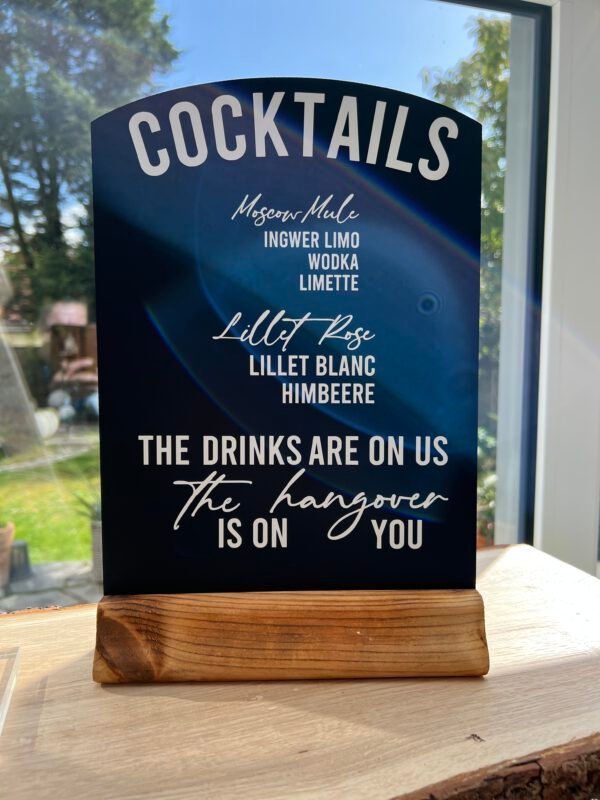 COCKTAILS
Moscow Mule
INGWER LIMO
WODKA
LIMETTE
Lillet Rose
LILLET BLANC
HIMBEERE
THE DRINKS ARE ON US
the hangover
IS ON YOU